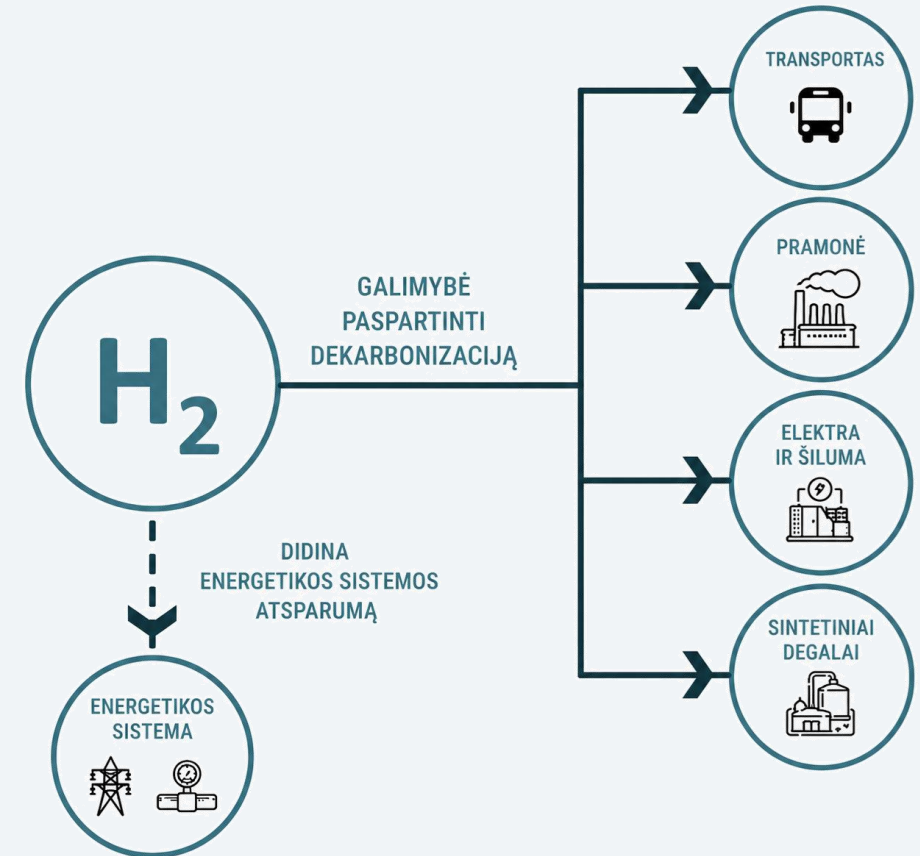 H₂
GALIMYBĖ
PASPARTINTI
DEKARBONIZACIJĄ
TRANSPORTAS
PRAMONĖ
ELEKTRA
IR ŠILUMA
SINTETINIAI
DEGALAI
DIDINA
ENERGETIKOS SISTEMOS
ATSPARUMĄ
ENERGETIKOS
SISTEMA